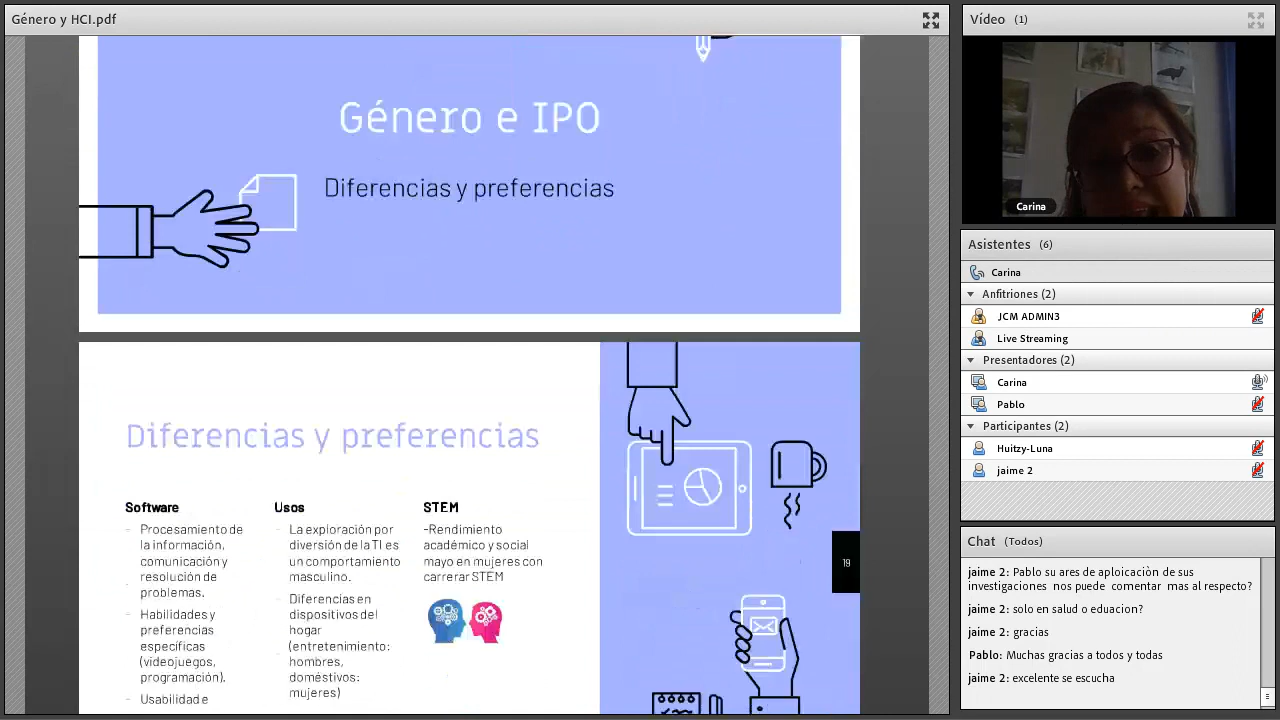 Género y HCI.pdf
Género e IPO
Diferencias y preferencias
Diferencias y preferencias
Software
- Procesamiento de
la información,
comunicación y
resolución de
problemas.
- Habilidades y
preferencias
específicas
(videojuegos,
programación).
- Usabilidad e
Usos
- La exploración por
diversión de la TI es
un comportamiento
masculino.
- Diferencias en
dispositivos del
hogar
(entretenimiento:
hombres,
doméstivos:
mujeres)
STEM
-Rendimiento
académico y social
mayo en mujeres con
carrerar STEM
19
Vídeo (1)
Carina
Asistentes (6)
Carina
Anfitriones (2)
JCM ADMIN3
Live Streaming
Presentadores (2)
Carina
Pablo
Participantes (2)
Huitzy-Luna
jaime 2
Chat (Todos)
jaime 2: Pablo su ares de aploicaciòn de sus
investigaciones nos puede comentar mas al respecto?
jaime 2: solo en salud o eduacion?
jaime 2: gracias
Pablo: Muchas gracias a todos y todas
jaime 2: excelente se escucha